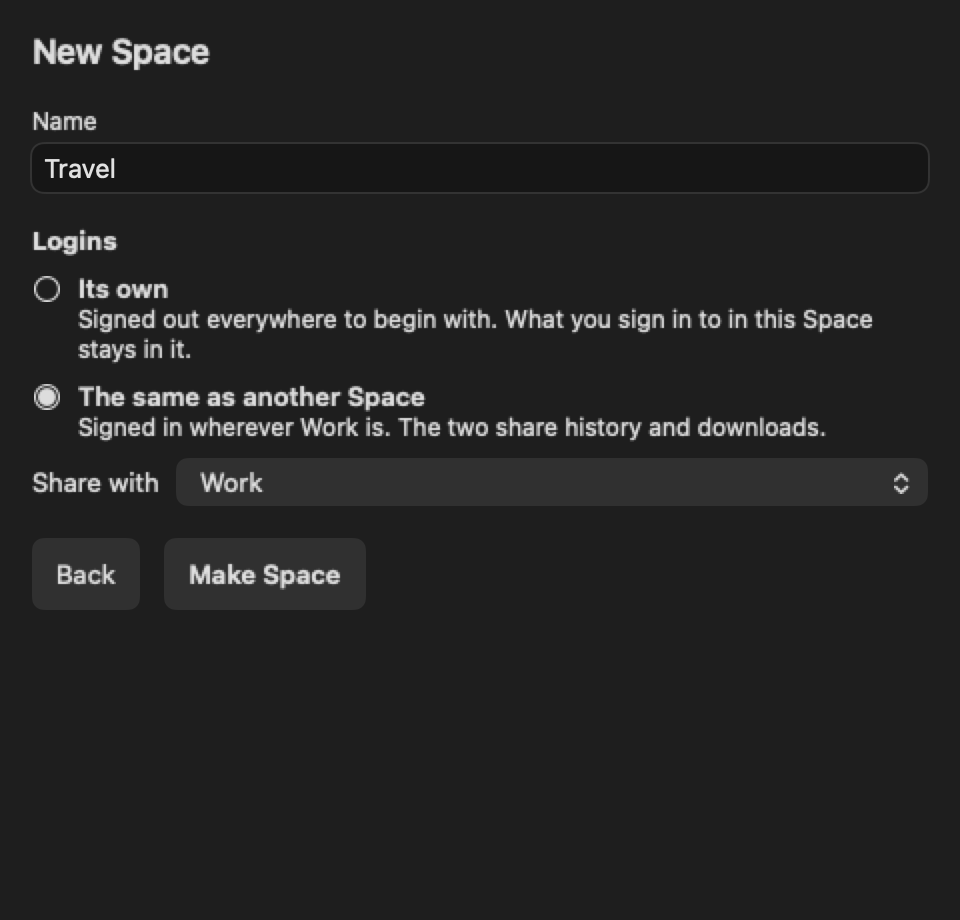 New Space
Name
Travel
Logins
Its own
Signed out everywhere to begin with. What you sign in to in this Space
stays in it.
The same as another Space
Signed in wherever Work is. The two share history and downloads.
Share with Work
Back Make Space